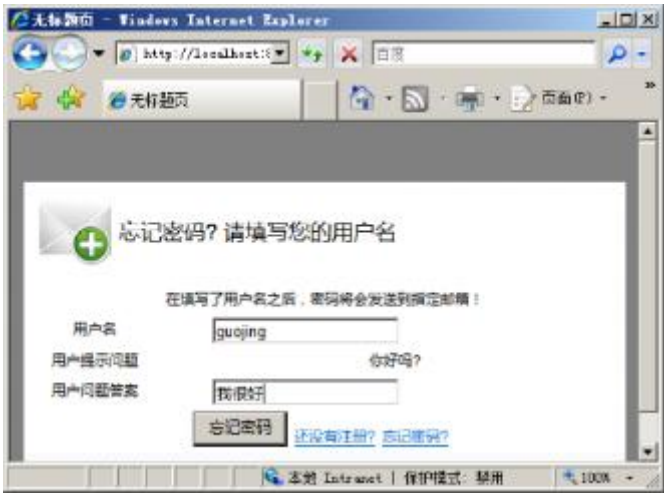 无标题页 - Windows Internet Explorer
http://localhost:8
百度
无标题页
页面(P)
»
忘记密码? 请填写您的用户名
在填写了用户名之后，密码将会发送到指定邮箱！
用户名
guojing
用户提示问题
你好吗?
用户问题答案
我很好
忘记密码
还没有注册?
忘记密码?
本地 Intranet | 保护模式: 禁用
100%